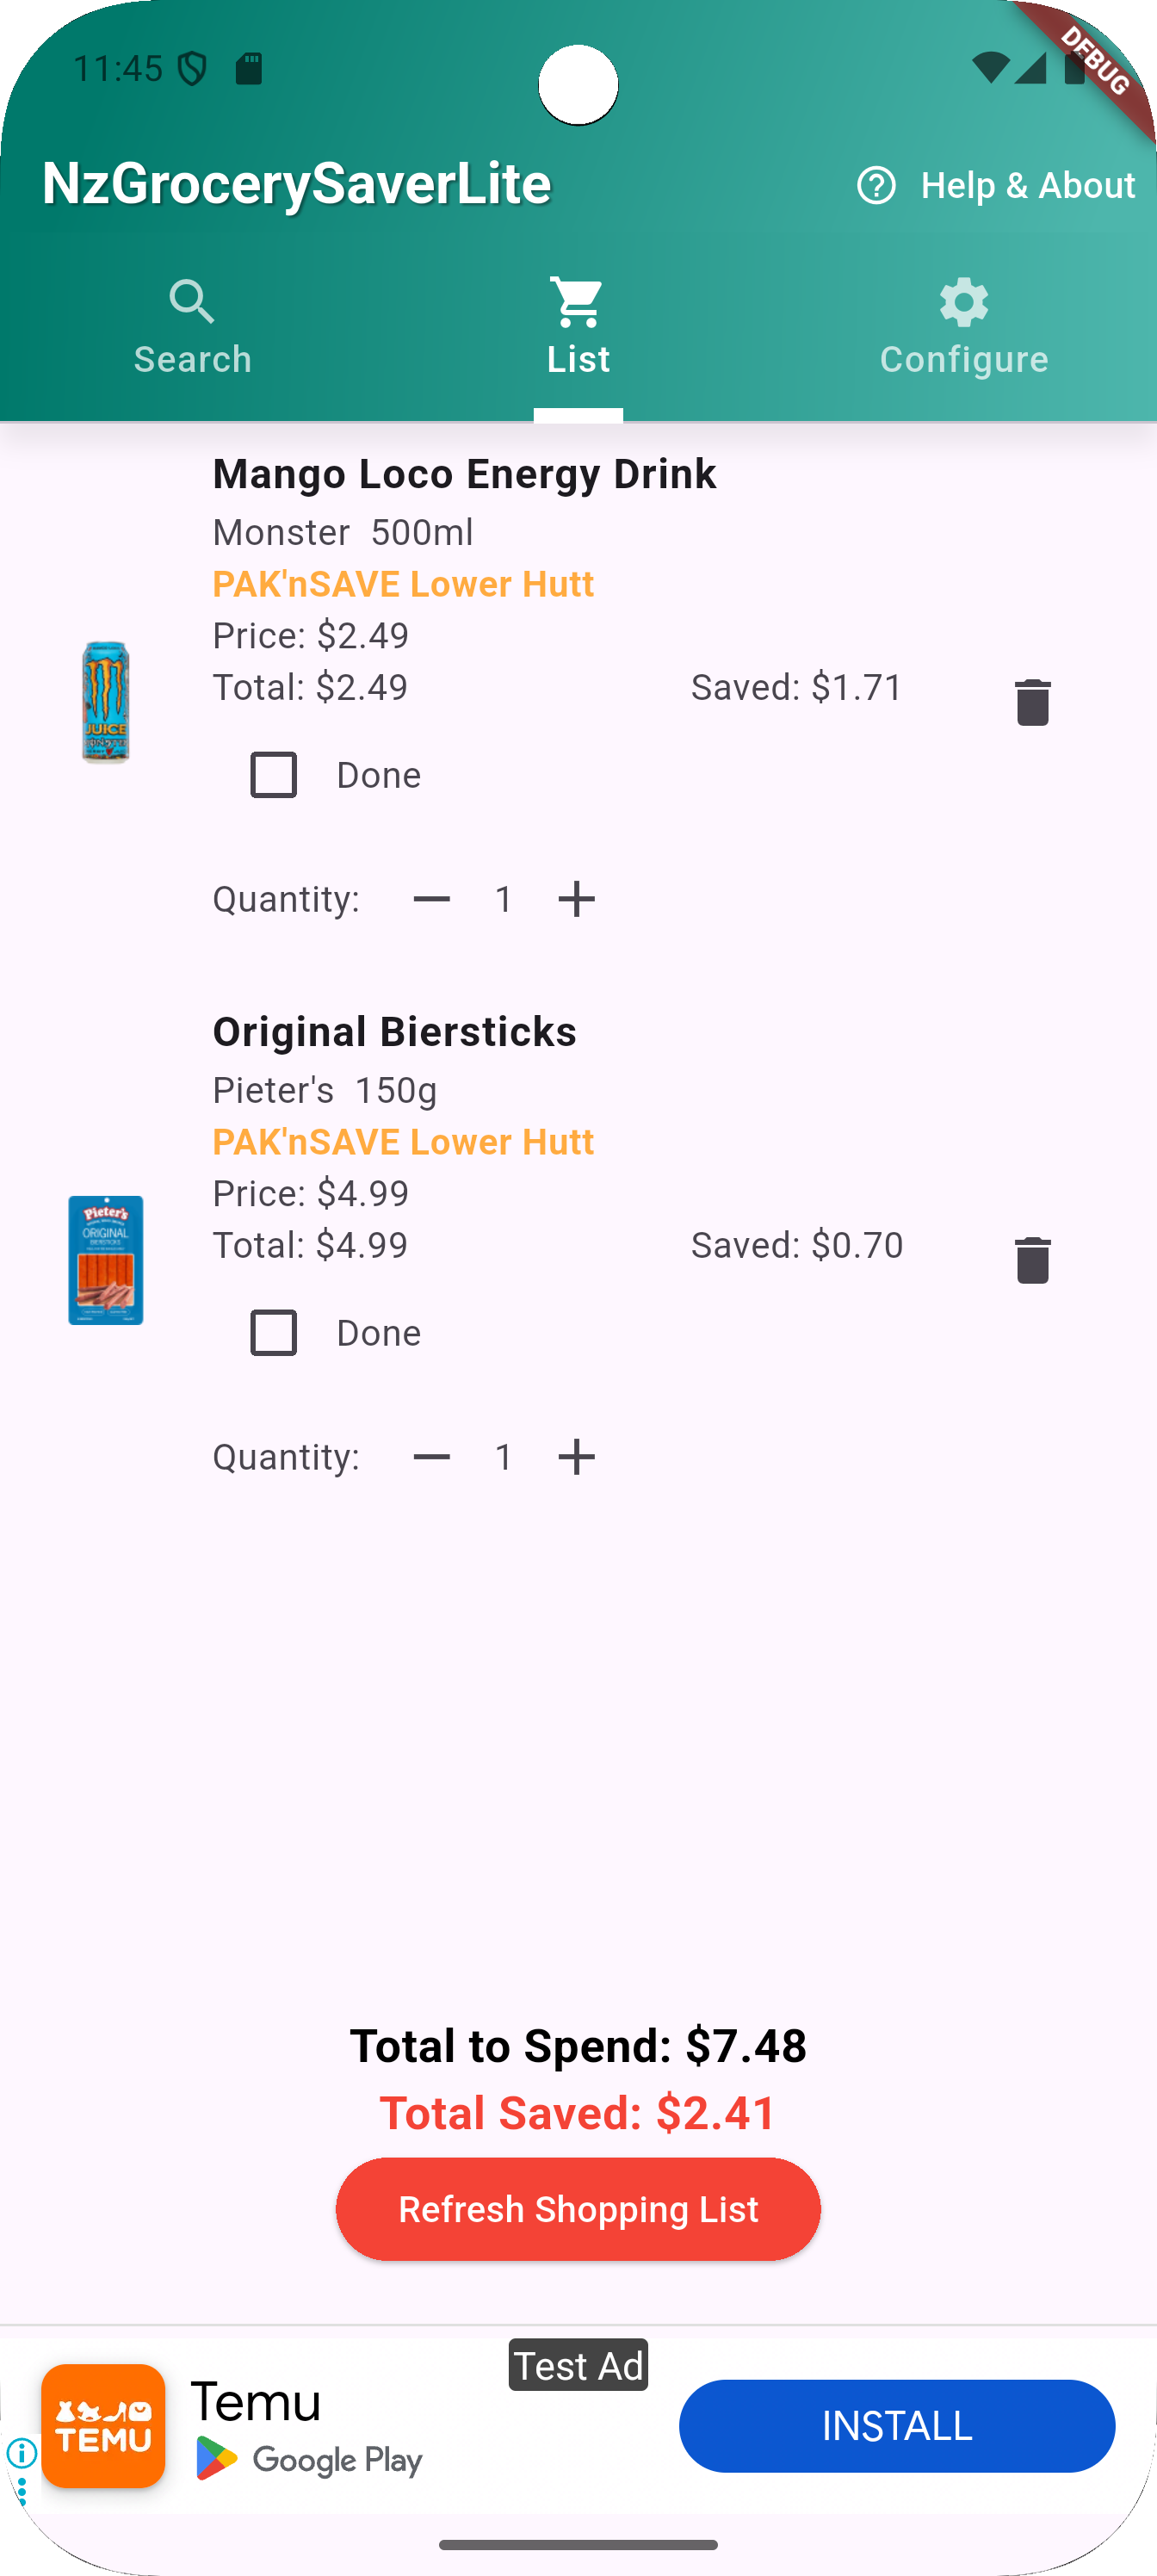 11:45
DEBUG
NzGrocerySaverLite
Help & About
Search
List
Configure
Mango Loco Energy Drink
Monster 500ml
PAK'nSAVE Lower Hutt
Price: $2.49
Total: $2.49
Saved: $1.71
JUICE
Done
Quantity: 1
Original Biersticks
Pieter's 150g
PAK'nSAVE Lower Hutt
Price: $4.99
Total: $4.99
Saved: $0.70
Pieter's
ORIGINAL
Done
Quantity: 1
Total to Spend: $7.48
Total Saved: $2.41
Refresh Shopping List
Test Ad
TEMU
Temu
Google Play
INSTALL